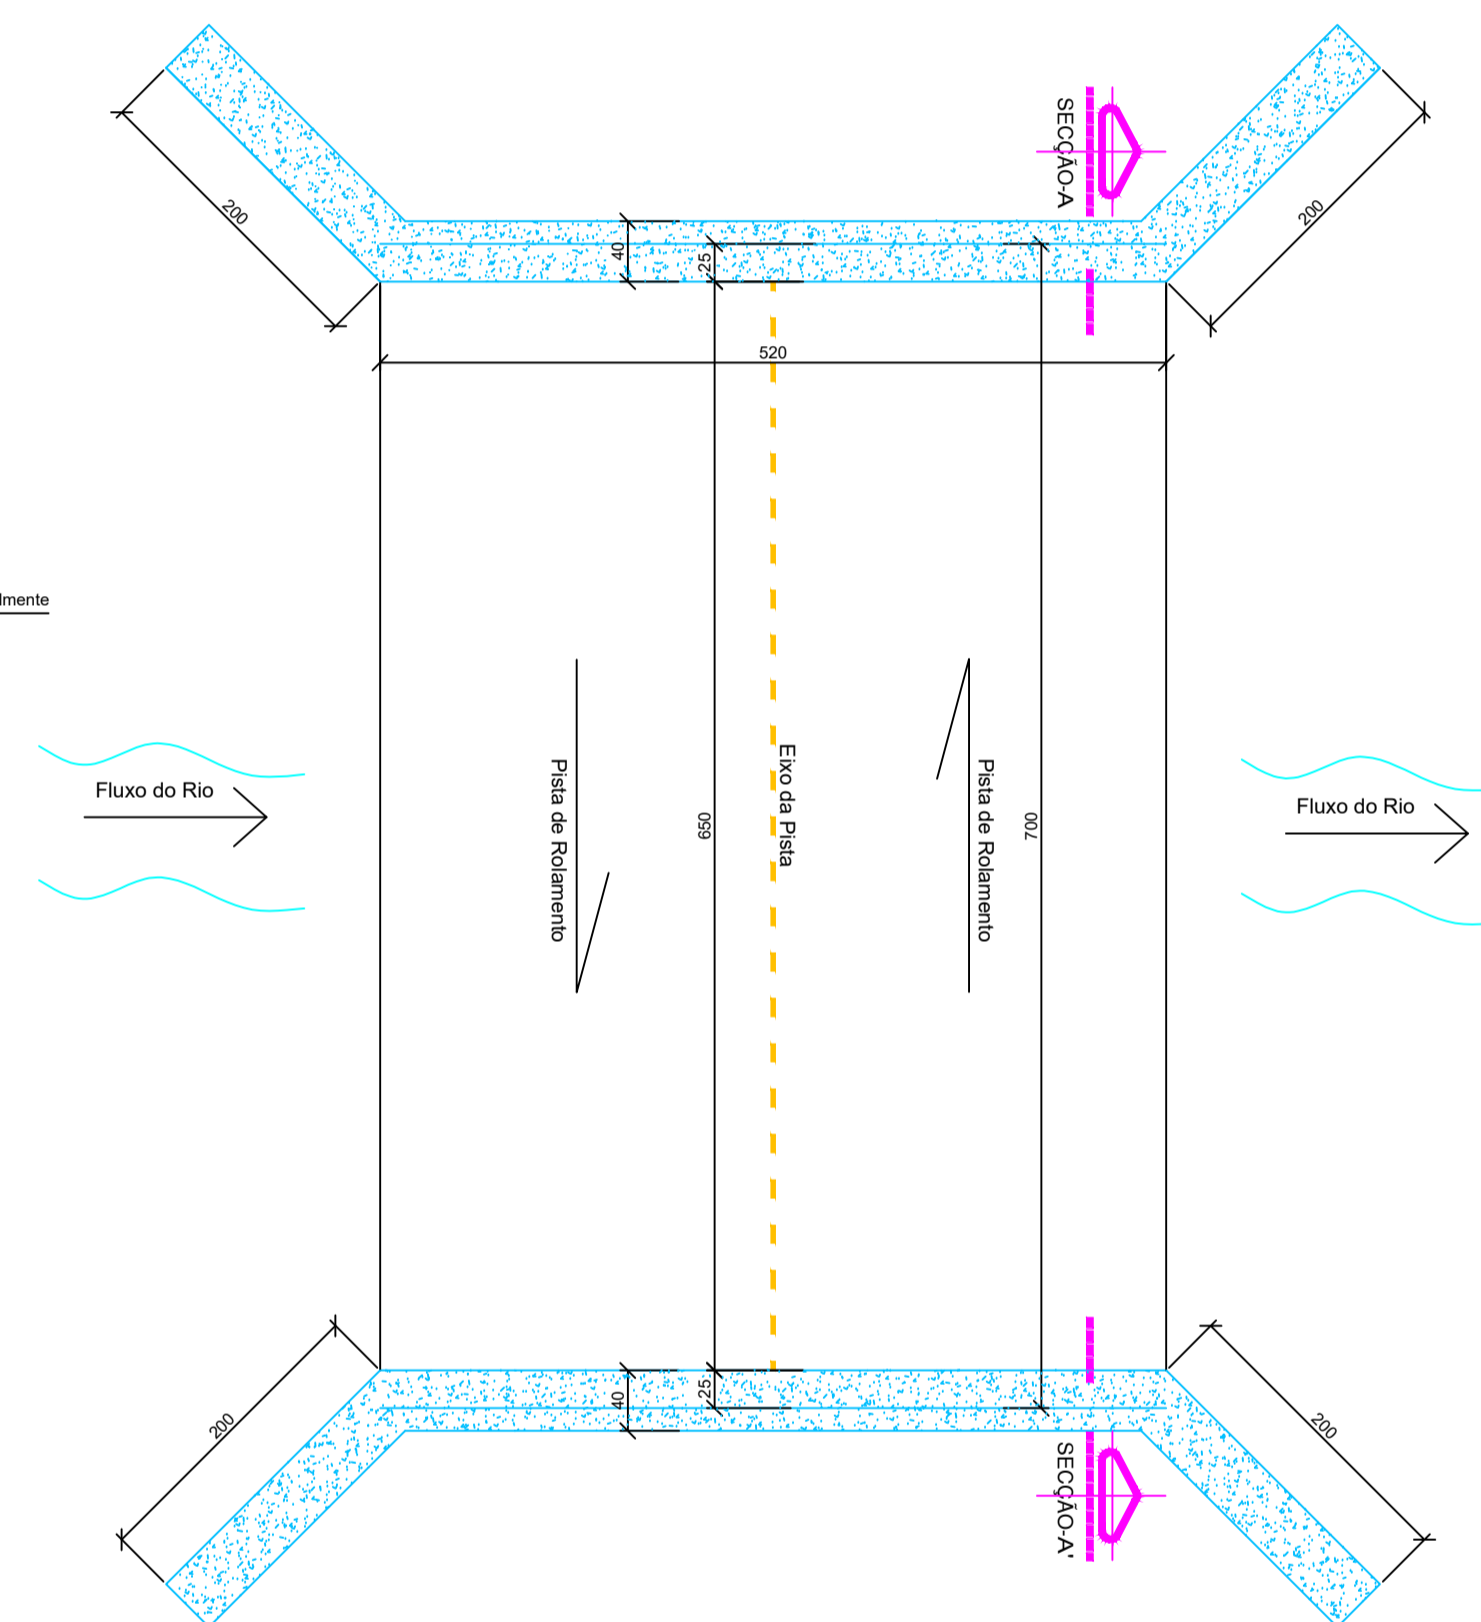 SECÇÃO-A
200
200
40
25
520
lmente
Fluxo do Rio
Pista de Rolamento
650
Eixo da Pista
Pista de Rolamento
700
Fluxo do Rio
200
40
25
SECÇÃO-A'
200